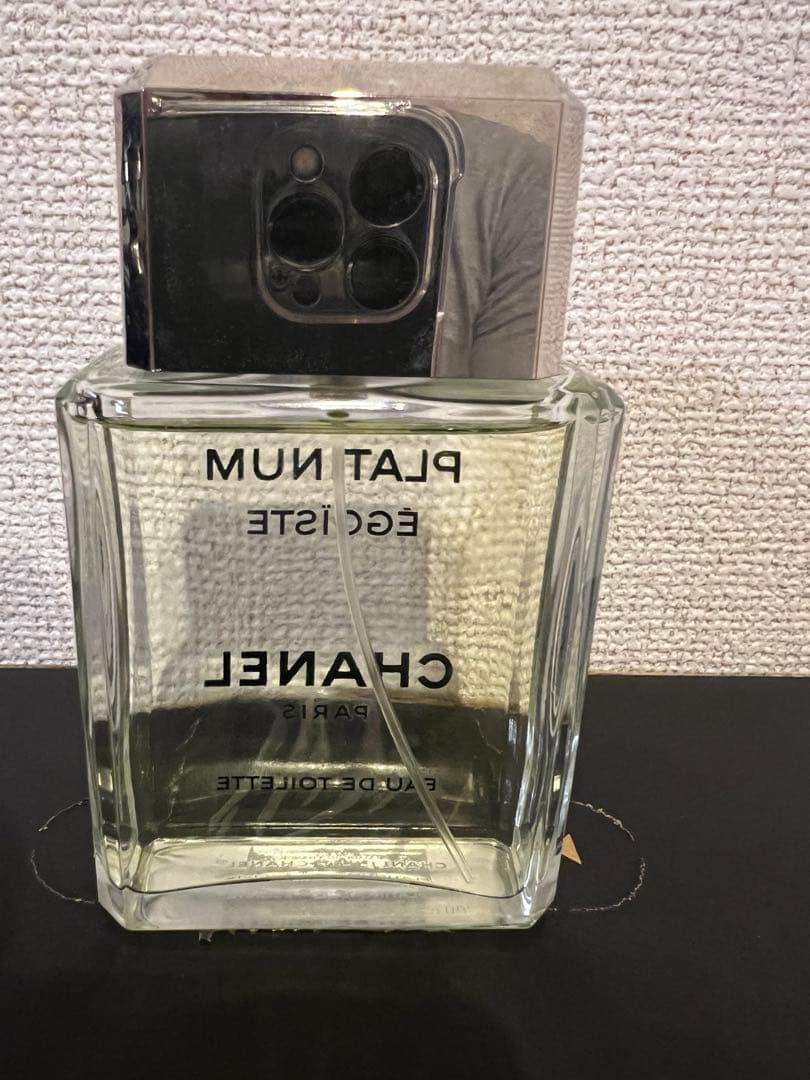 PLATINUM
ÉGOÏSTE
CHANEL
PARIS
EAU DE TOILETTE